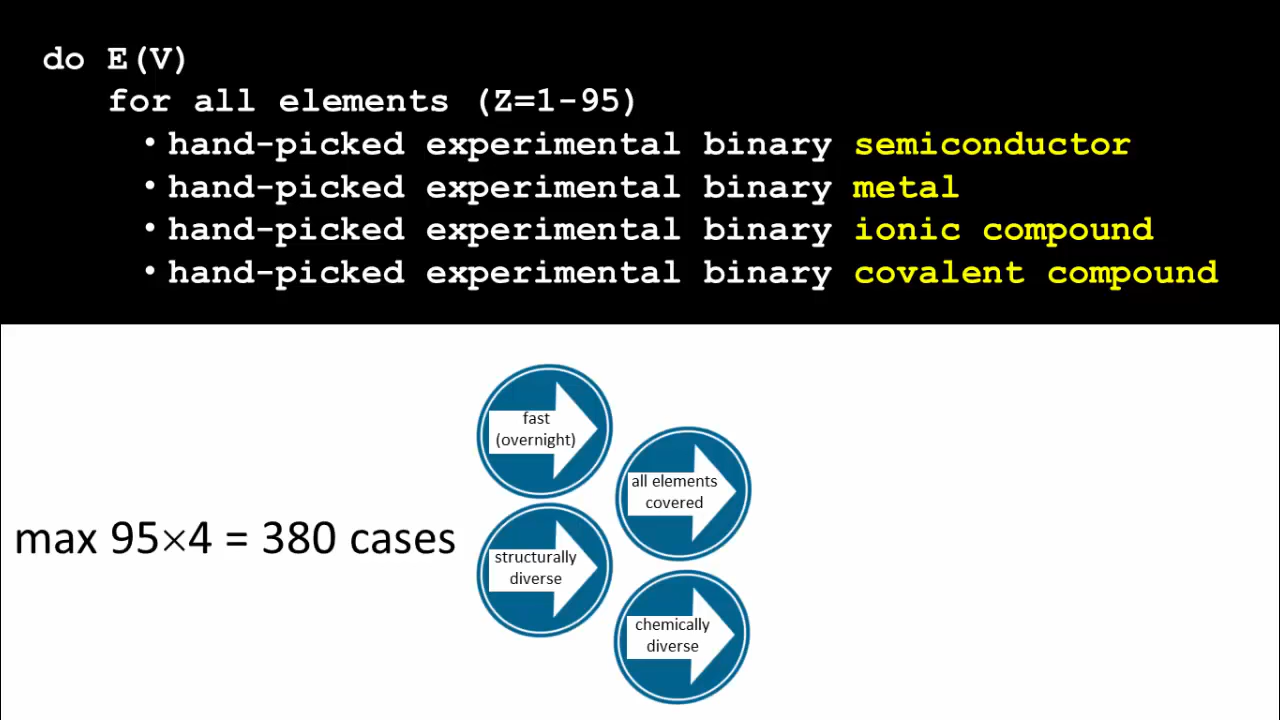 do E(V)
for all elements (Z=1-95)
• hand-picked experimental binary semiconductor
• hand-picked experimental binary metal
• hand-picked experimental binary ionic compound
• hand-picked experimental binary covalent compound
max 95×4 = 380 cases
fast
(overnight)
all elements
covered
structurally
diverse
chemically
diverse